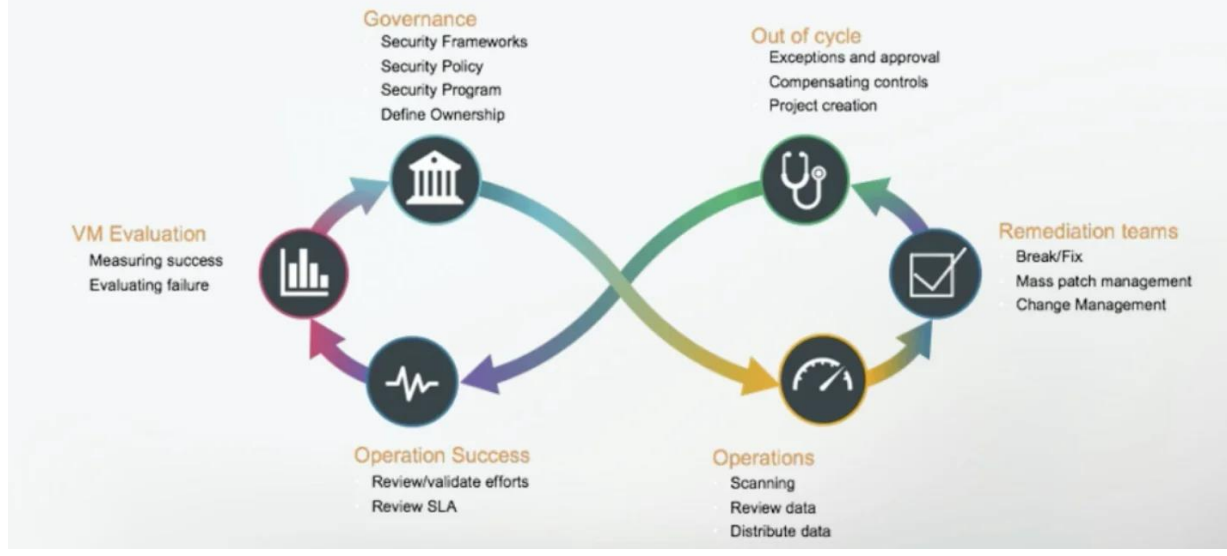 Governance
Security Frameworks
Security Policy
Security Program
Define Ownership
Out of cycle
Exceptions and approval
Compensating controls
Project creation
VM Evaluation
Measuring success
Evaluating failure
Remediation teams
Break/Fix
Mass patch management
Change Management
Operation Success
Review/validate efforts
Review SLA
Operations
Scanning
Review data
Distribute data